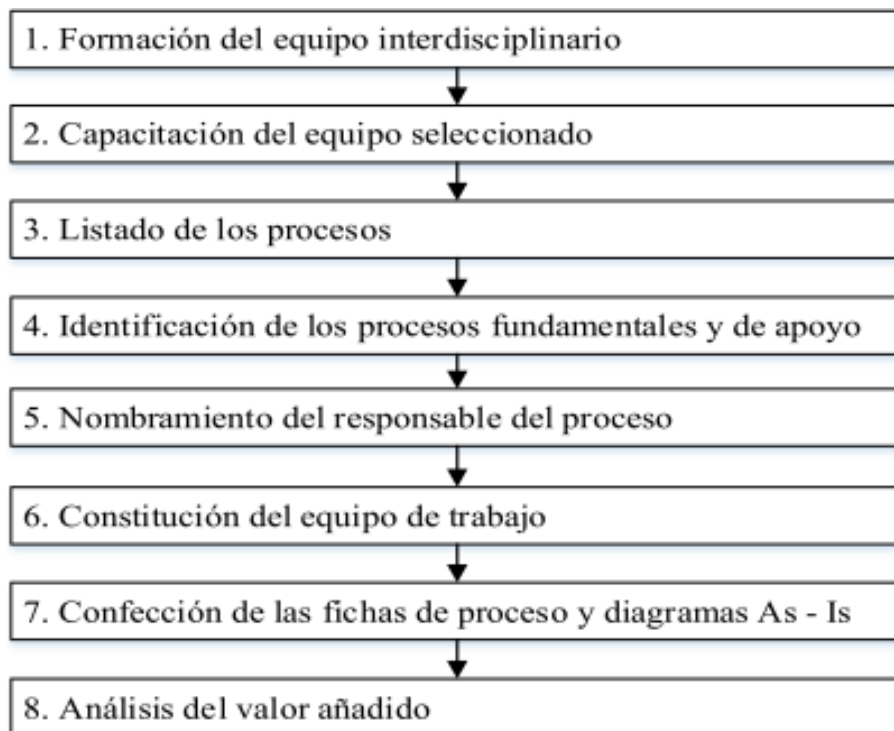 1. Formación del equipo interdisciplinario
2. Capacitación del equipo seleccionado
3. Listado de los procesos
4. Identificación de los procesos fundamentales y de apoyo
5. Nombramiento del responsable del proceso
6. Constitución del equipo de trabajo
7. Confección de las fichas de proceso y diagramas As - Is
8. Análisis del valor añadido